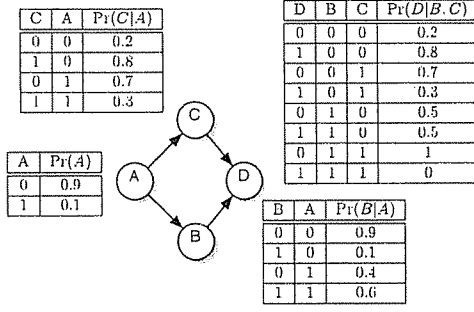 C A Pr(C|A)
0 0 0.2
1 0 0.8
0 1 0.7
1 1 0.3
D B C Pr(D|B.C)
0 0 0 0.2
1 0 0 0.8
0 0 1 0.7
1 0 1 0.3
0 1 0 0.5
1 1 0 0.5
0 1 1 1
1 1 1 0
A Pr(A)
0 0.9
1 0.1
C
A
D
B
B A Pr(B|A)
0 0 0.9
1 0 0.1
0 1 0.4
1 1 0.6